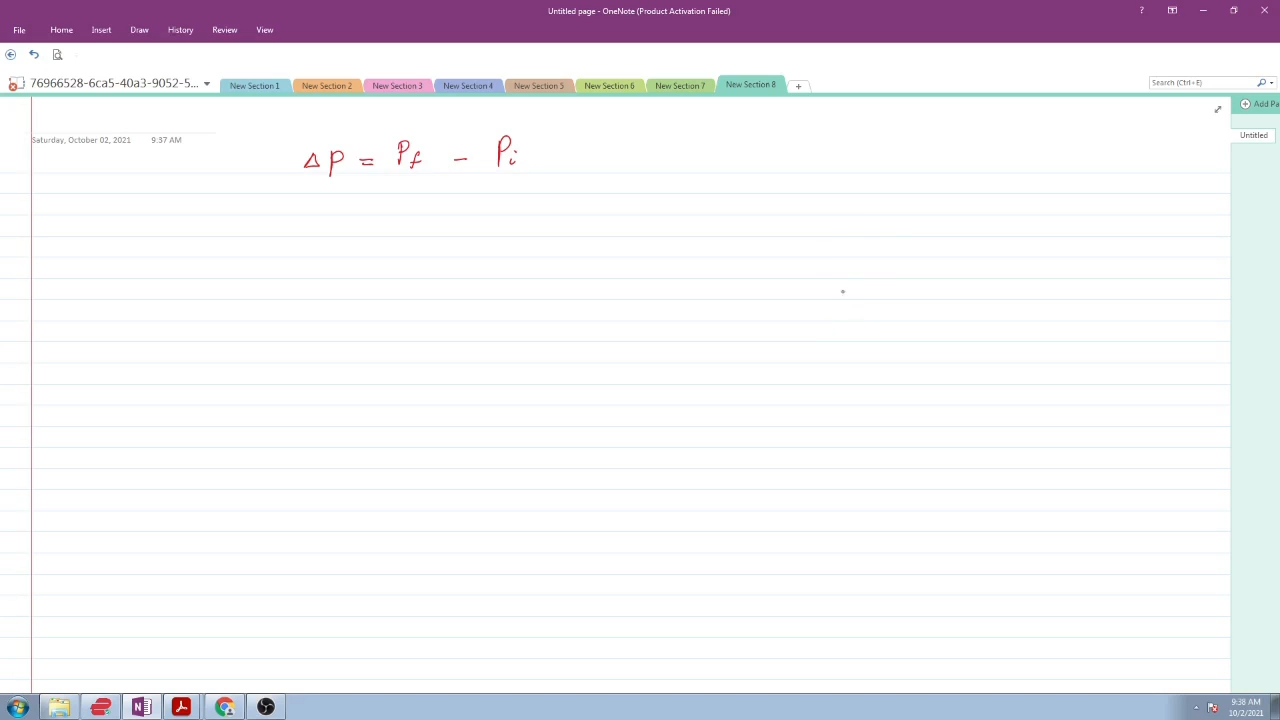 Untitled page - OneNote (Product Activation Failed)
?
File Home Insert Draw History Review View
76966528-6ca5-40a3-9052-5... New Section 1 New Section 2 New Section 3 New Section 4 New Section 5 New Section 6 New Section 7 New Section 8 + Search (Ctrl+E)
Add Pa
Untitled
Saturday, October 02, 2021 9:37 AM
Δp = Pf - Pi
9:38 AM
10/2/2021